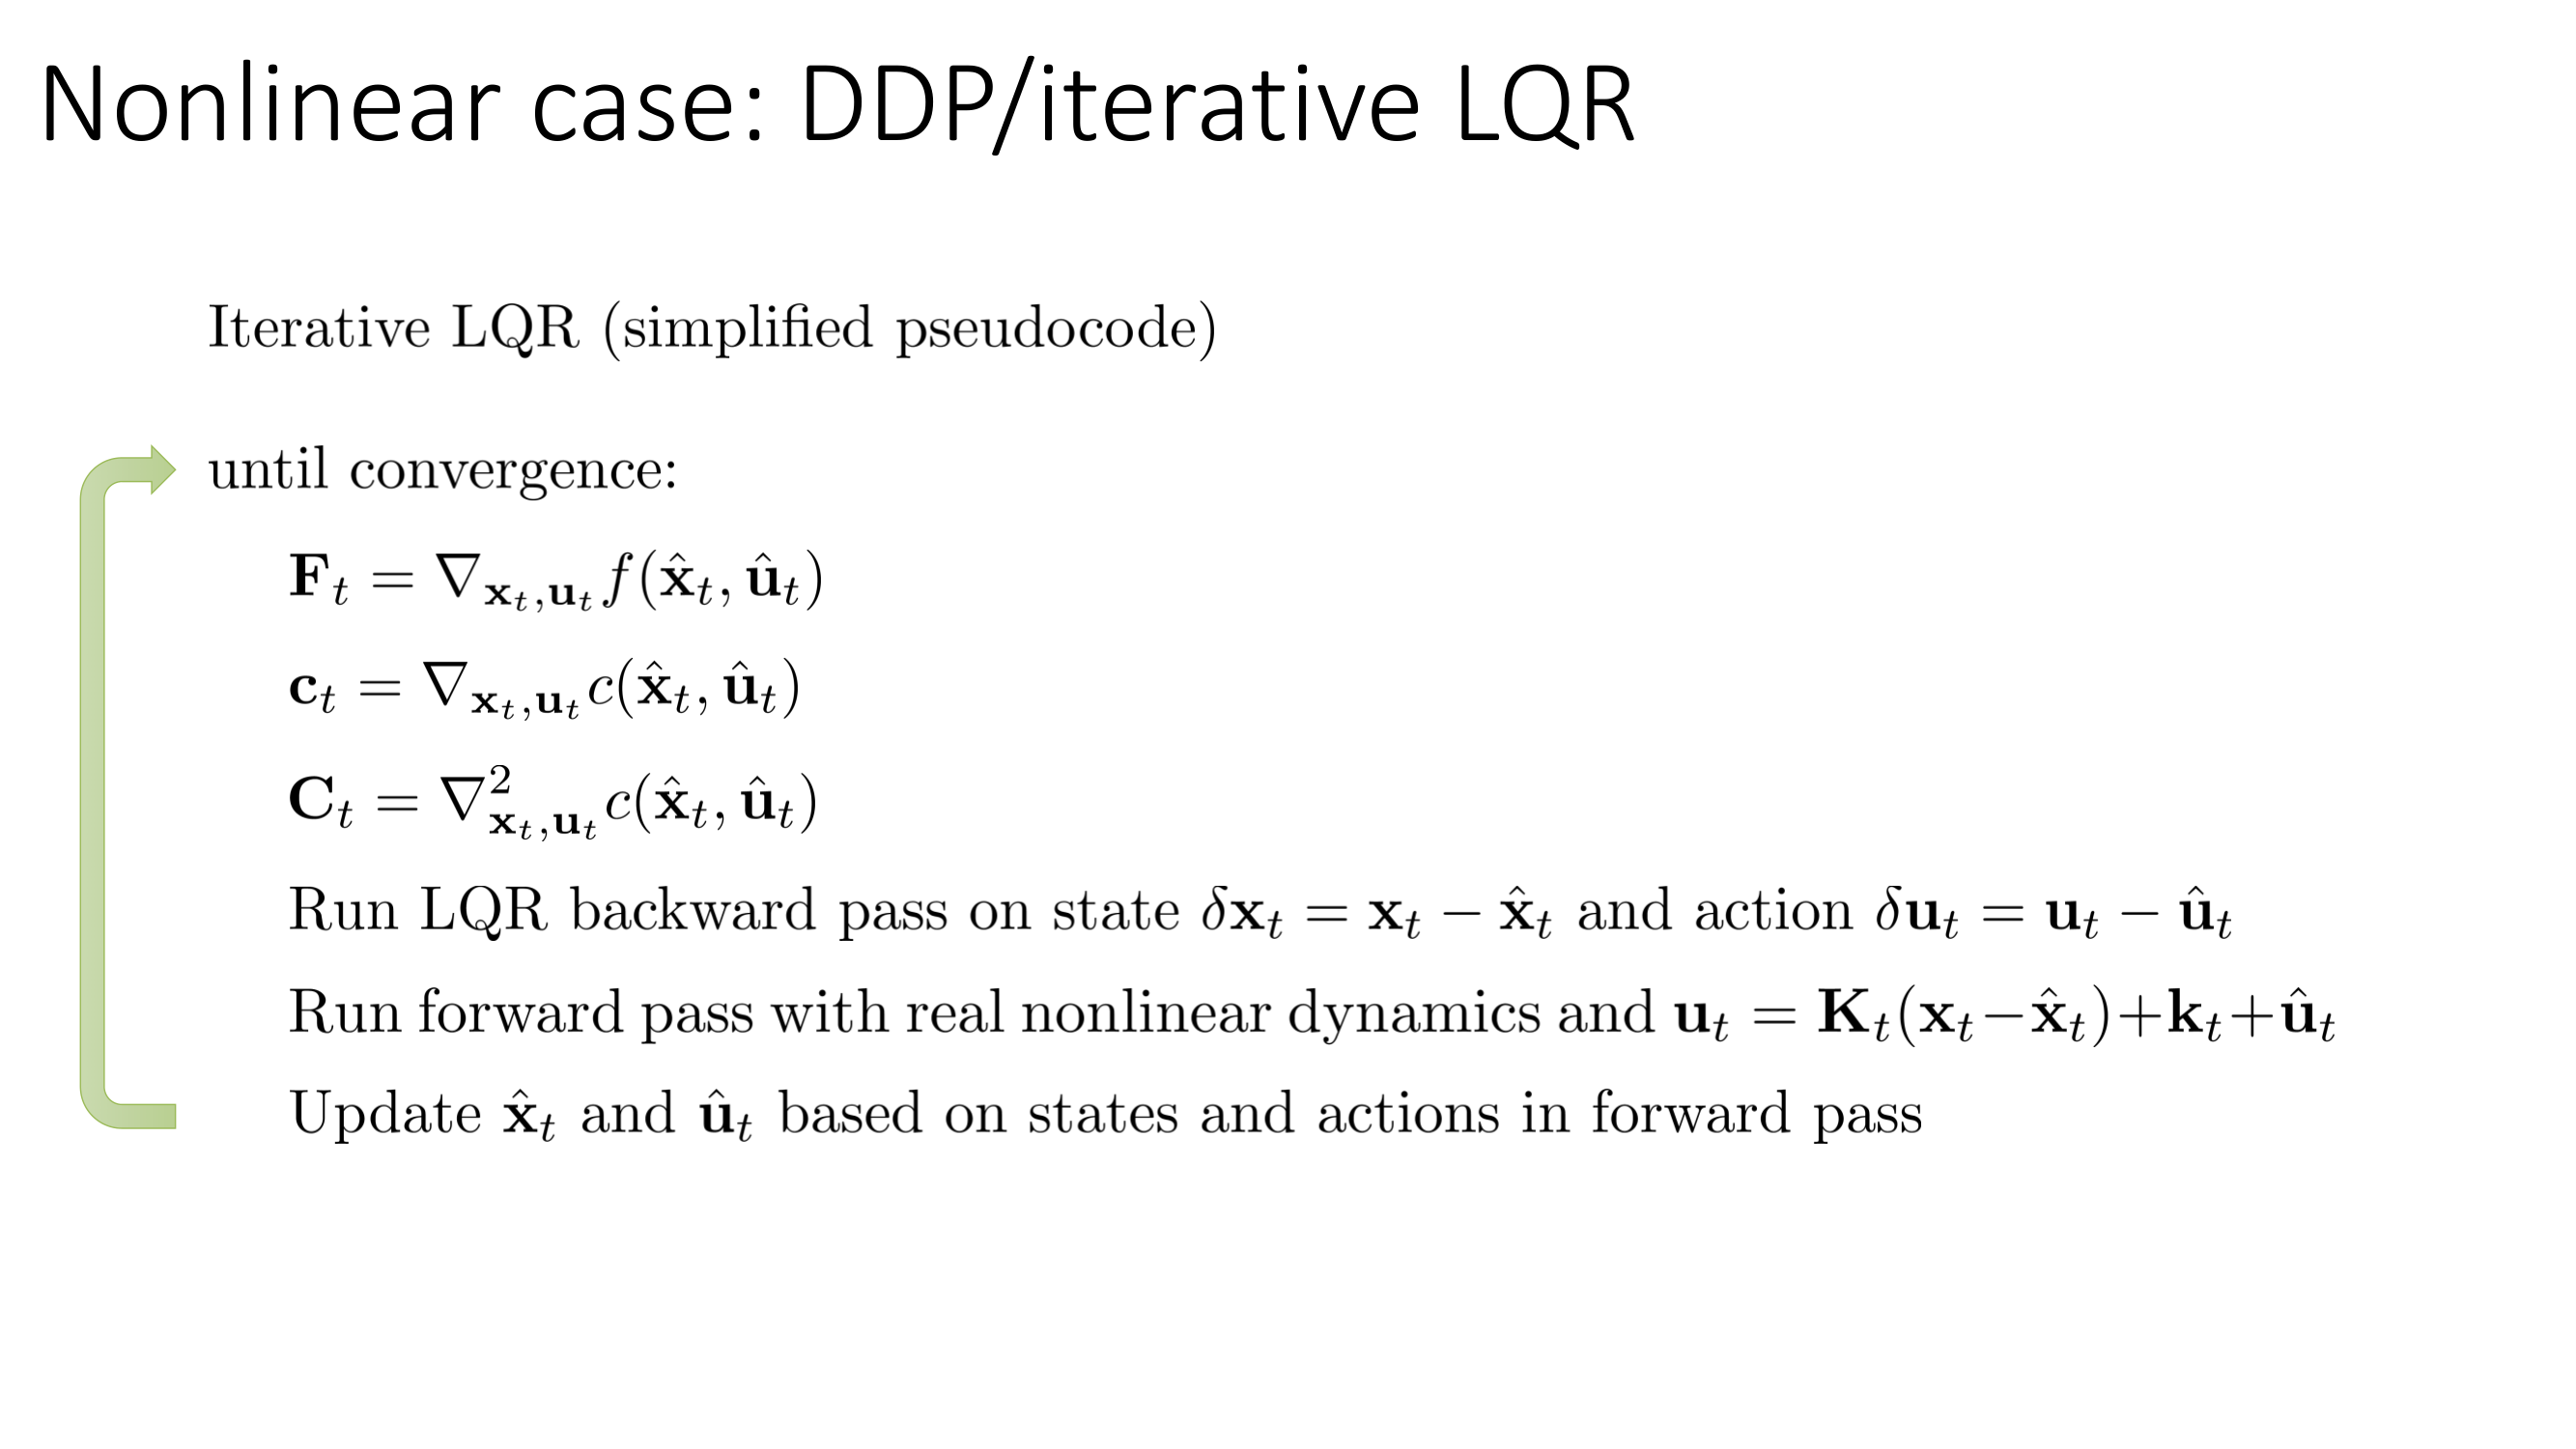 Nonlinear case: DDP/iterative LQR
Iterative LQR (simplified pseudocode)
until convergence:
$\mathbf{F}_t = \nabla_{\mathbf{x}_t, \mathbf{u}_t} f(\hat{\mathbf{x}}_t, \hat{\mathbf{u}}_t)$
$\mathbf{c}_t = \nabla_{\mathbf{x}_t, \mathbf{u}_t} c(\hat{\mathbf{x}}_t, \hat{\mathbf{u}}_t)$
$\mathbf{C}_t = \nabla^2_{\mathbf{x}_t, \mathbf{u}_t} c(\hat{\mathbf{x}}_t, \hat{\mathbf{u}}_t)$
Run LQR backward pass on state $\delta\mathbf{x}_t = \mathbf{x}_t - \hat{\mathbf{x}}_t$ and action $\delta\mathbf{u}_t = \mathbf{u}_t - \hat{\mathbf{u}}_t$
Run forward pass with real nonlinear dynamics and $\mathbf{u}_t = \mathbf{K}_t(\mathbf{x}_t - \hat{\mathbf{x}}_t) + \mathbf{k}_t + \hat{\mathbf{u}}_t$
Update $\hat{\mathbf{x}}_t$ and $\hat{\mathbf{u}}_t$ based on states and actions in forward pass